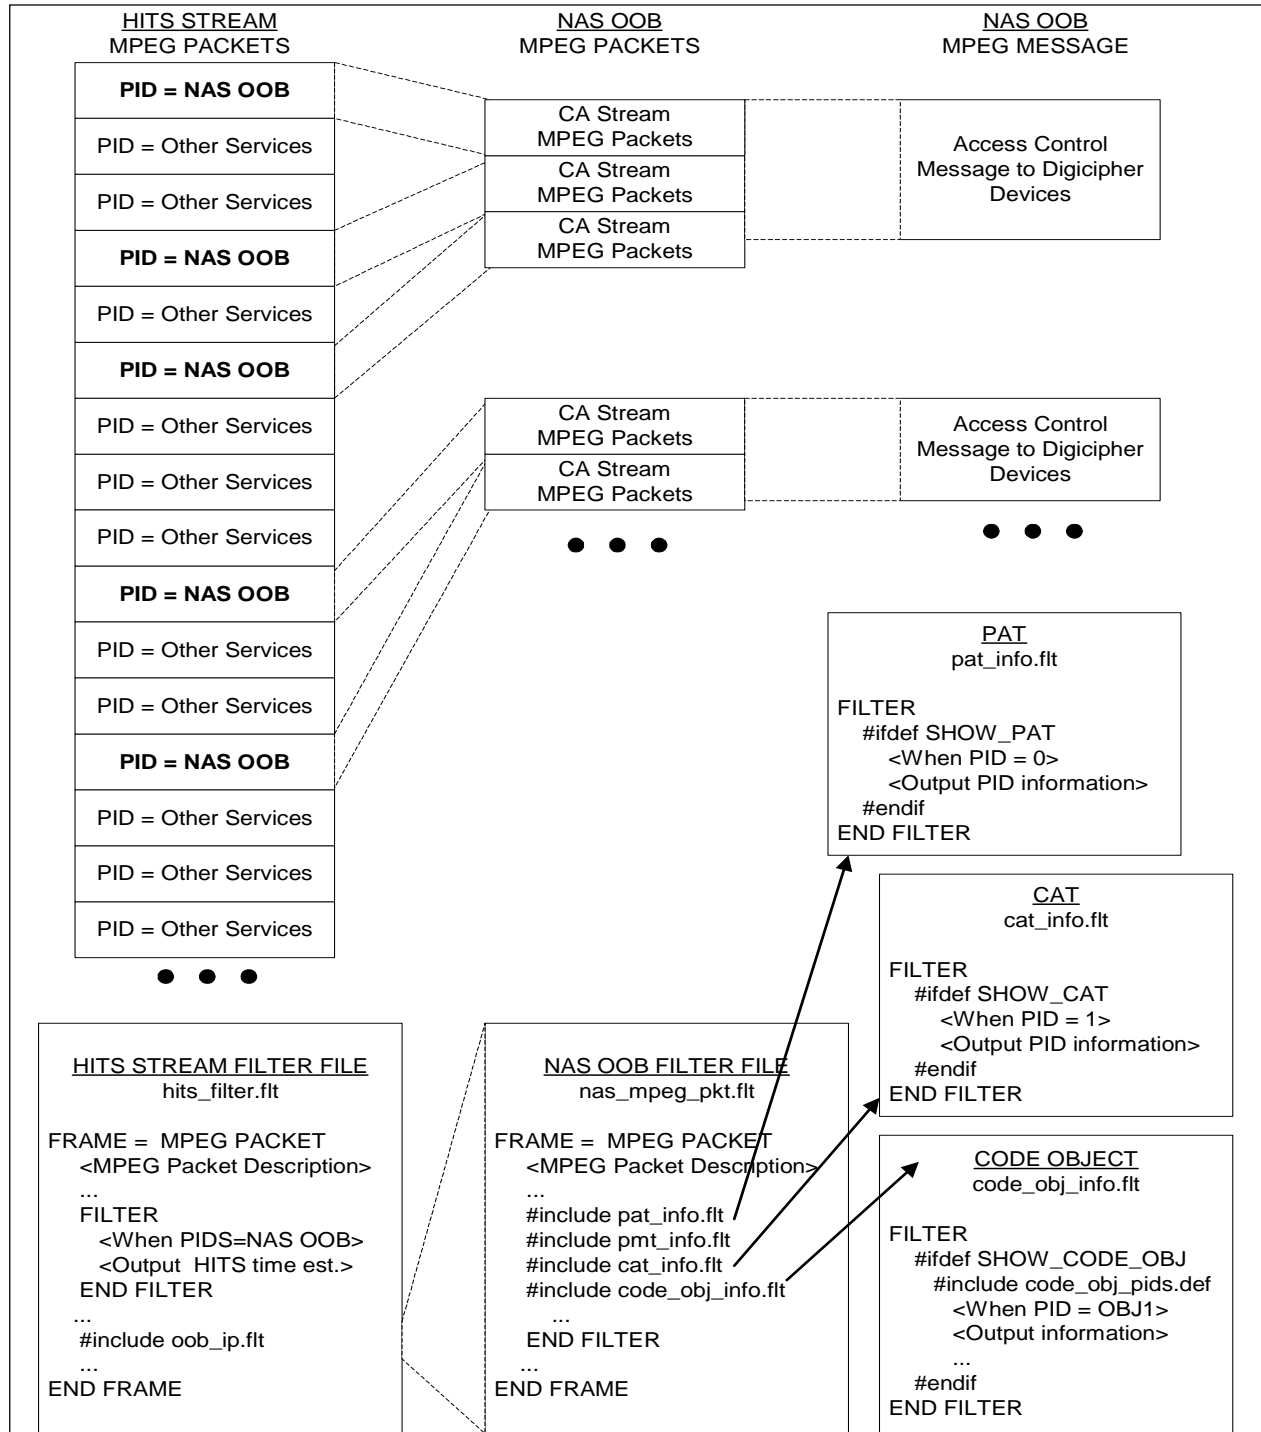 HITS STREAM
MPEG PACKETS
PID = NAS OOB
PID = Other Services
PID = Other Services
PID = NAS OOB
PID = Other Services
PID = NAS OOB
PID = Other Services
PID = Other Services
PID = Other Services
PID = NAS OOB
PID = Other Services
PID = Other Services
PID = NAS OOB
PID = Other Services
PID = Other Services
PID = Other Services
NAS OOB
MPEG PACKETS
CA Stream
MPEG Packets
CA Stream
MPEG Packets
CA Stream
MPEG Packets
CA Stream
MPEG Packets
CA Stream
MPEG Packets
NAS OOB
MPEG MESSAGE
Access Control
Message to Digicipher
Devices
Access Control
Message to Digicipher
Devices
HITS STREAM FILTER FILE
hits_filter.flt
FRAME = MPEG PACKET
<MPEG Packet Description>
...
FILTER
<When PIDS=NAS OOB>
<Output HITS time est.>
END FILTER
...
#include oob_ip.flt
...
END FRAME
NAS OOB FILTER FILE
nas_mpeg_pkt.flt
FRAME = MPEG PACKET
<MPEG Packet Description>
...
#include pat_info.flt
#include pmt_info.flt
#include cat_info.flt
#include code_obj_info.flt
...
END FILTER
...
END FRAME
PAT
pat_info.flt
FILTER
#ifdef SHOW_PAT
<When PID = 0>
<Output PID information>
#endif
END FILTER
CAT
cat_info.flt
FILTER
#ifdef SHOW_CAT
<When PID = 1>
<Output PID information>
#endif
END FILTER
CODE OBJECT
code_obj_info.flt
FILTER
#ifdef SHOW_CODE_OBJ
#include code_obj_pids.def
<When PID = OBJ1>
<Output information>
...
#endif
END FILTER